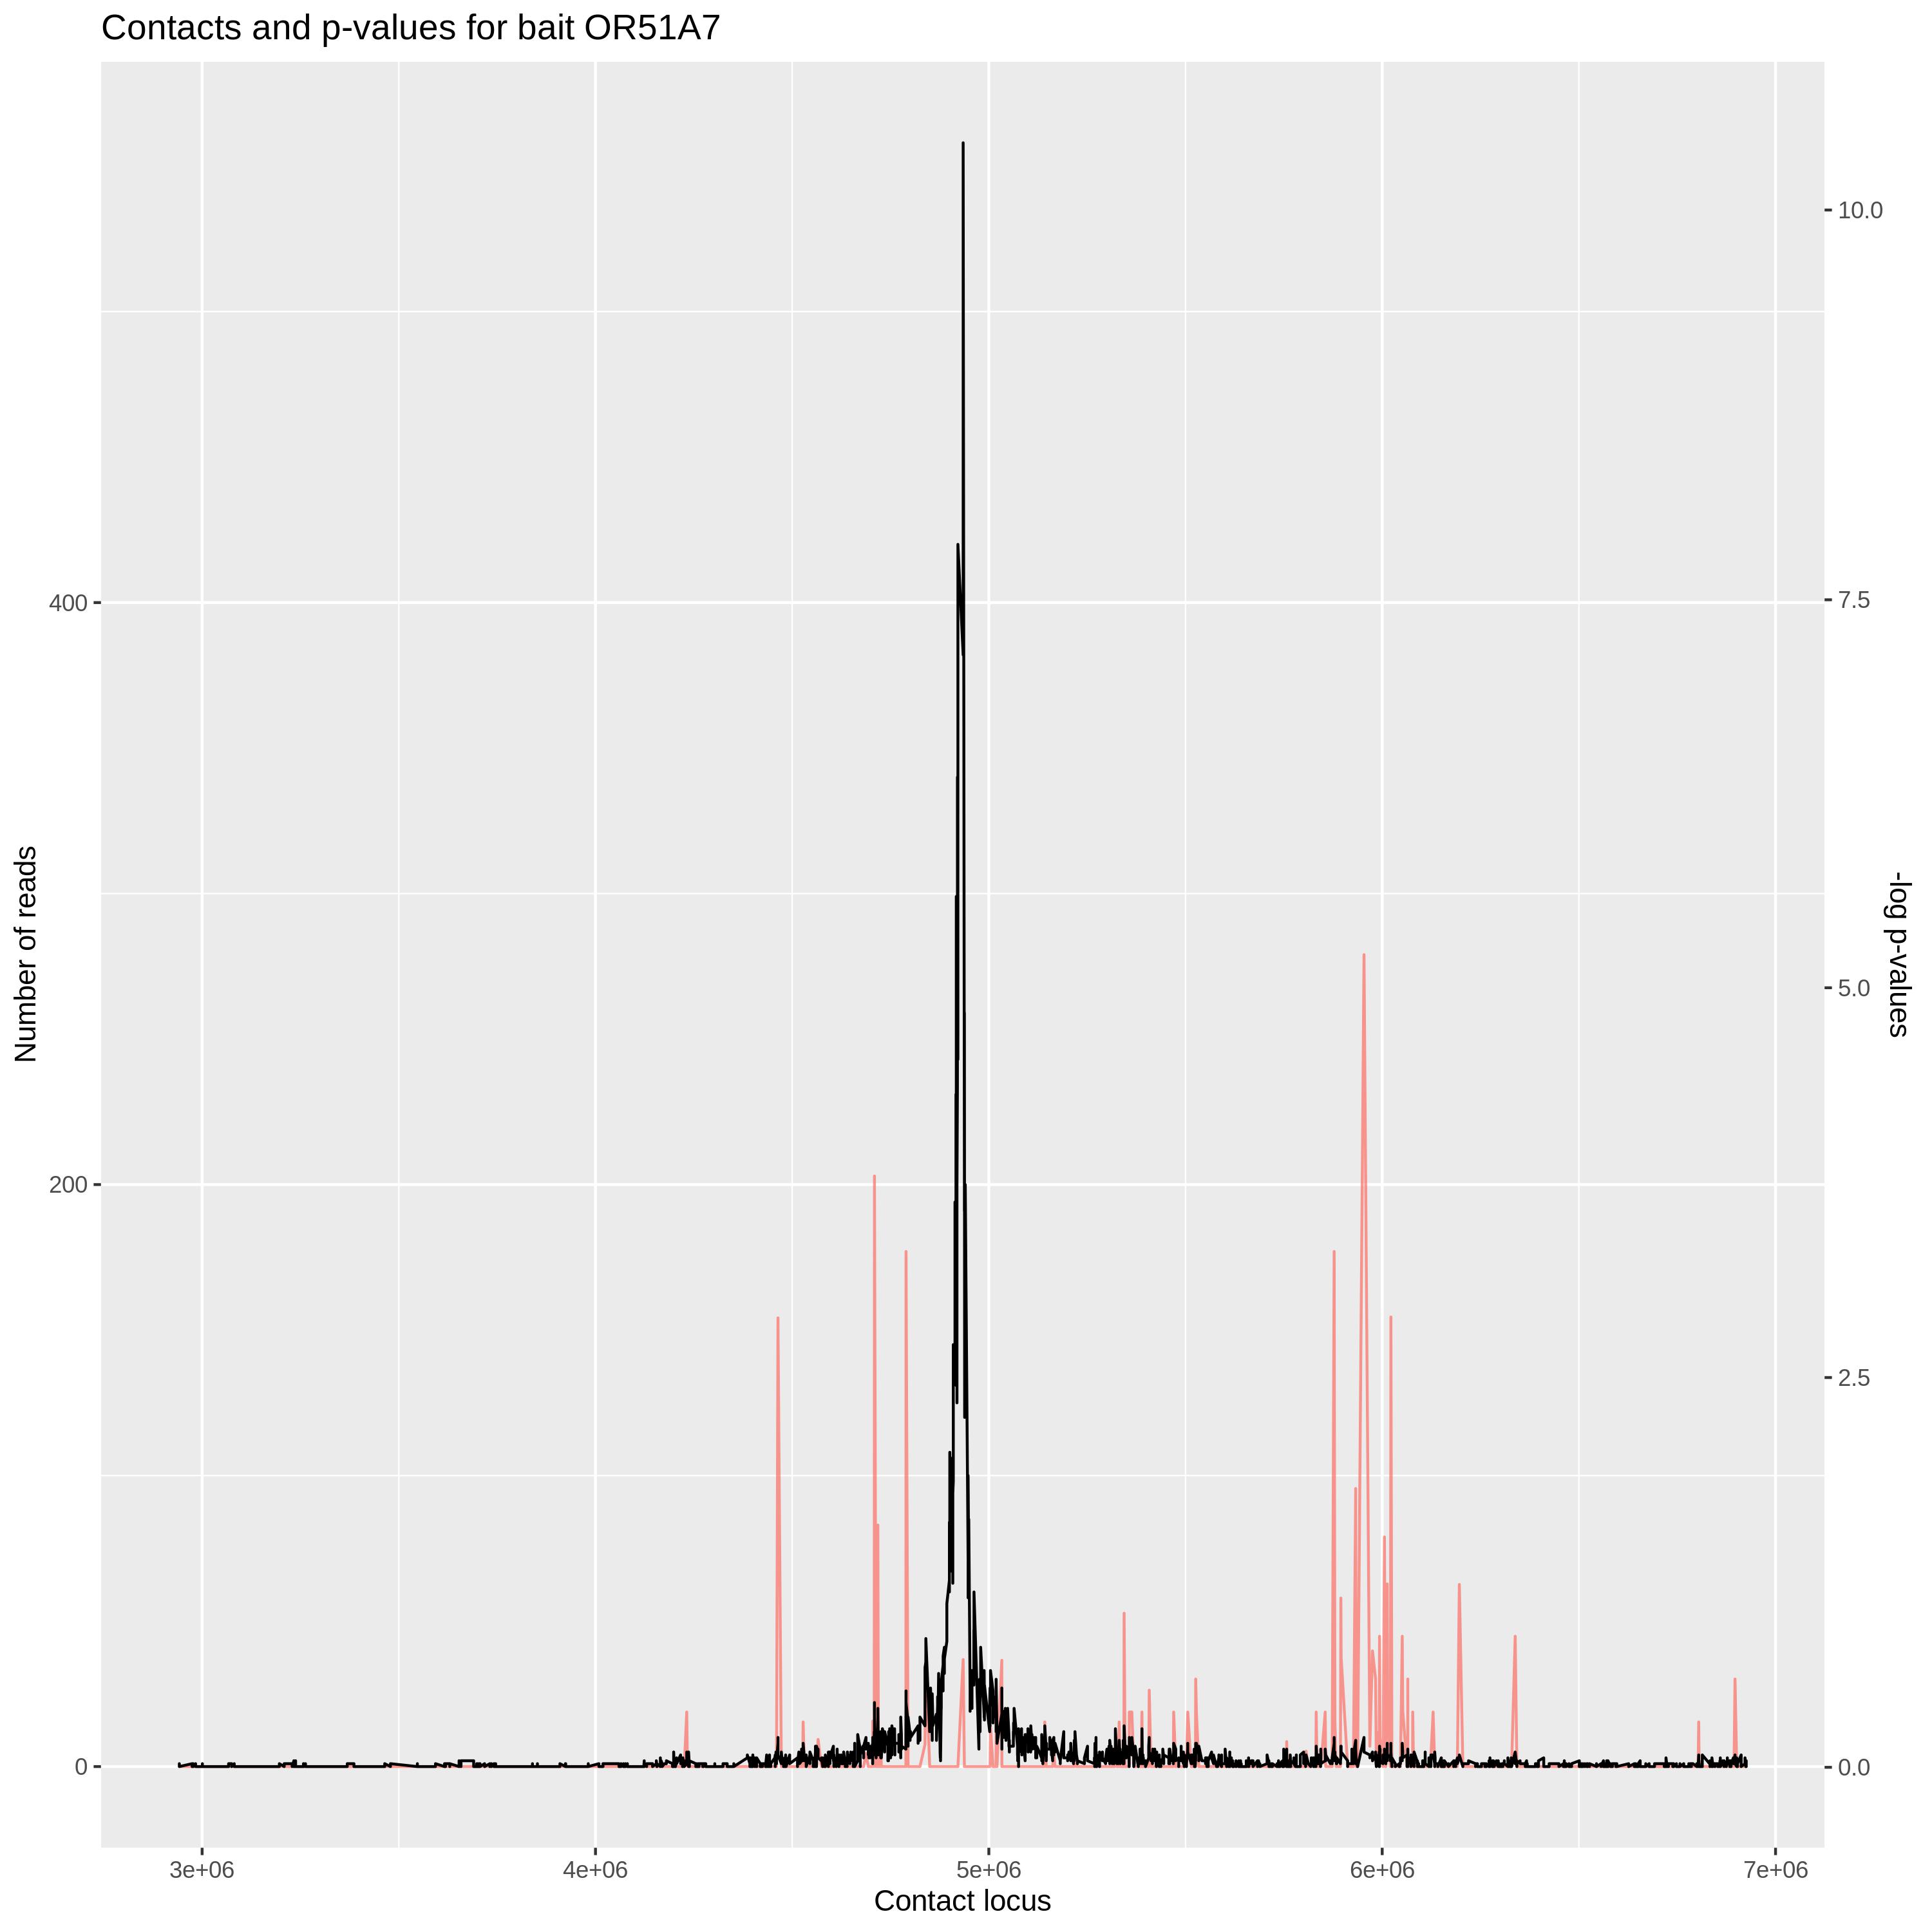 Contacts and p-values for bait OR51A7
Number of reads
400
200
0
10.0
7.5
5.0
2.5
0.0
-log p-values
3e+06
4e+06
5e+06
6e+06
7e+06
Contact locus